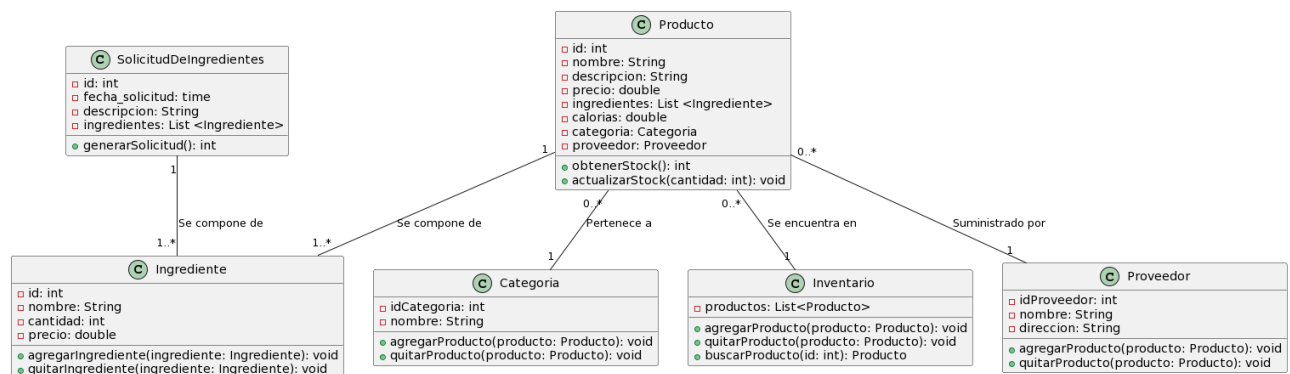 C Producto
id: int
nombre: String
descripcion: String
precio: double
ingredientes: List <Ingrediente>
calorias: double
categoria: Categoria
proveedor: Proveedor
obtenerStock(): int
actualizarStock(cantidad: int): void
C SolicitudDeIngredientes
id: int
fecha_solicitud: time
descripcion: String
ingredientes: List <Ingrediente>
generarSolicitud(): int
1
Se compone de
1..*
1
Se compone de
1..*
0..*
Pertenece a
1
0..*
Se encuentra en
1
0..*
Suministrado por
1
C Ingrediente
id: int
nombre: String
cantidad: int
precio: double
agregarIngrediente(ingrediente: Ingrediente): void
quitarIngrediente(ingrediente: Ingrediente): void
C Categoria
idCategoria: int
nombre: String
agregarProducto(producto: Producto): void
quitarProducto(producto: Producto): void
C Inventario
productos: List<Producto>
agregarProducto(producto: Producto): void
quitarProducto(producto: Producto): void
buscarProducto(id: int): Producto
C Proveedor
idProveedor: int
nombre: String
direccion: String
agregarProducto(producto: Producto): void
quitarProducto(producto: Producto): void